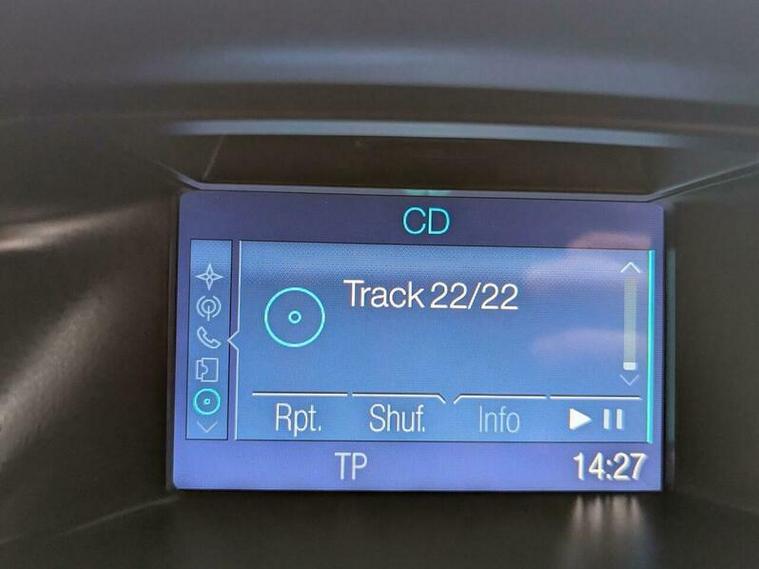 CD
Track 22/22
Rpt. Shuf. Info
TP 14:27